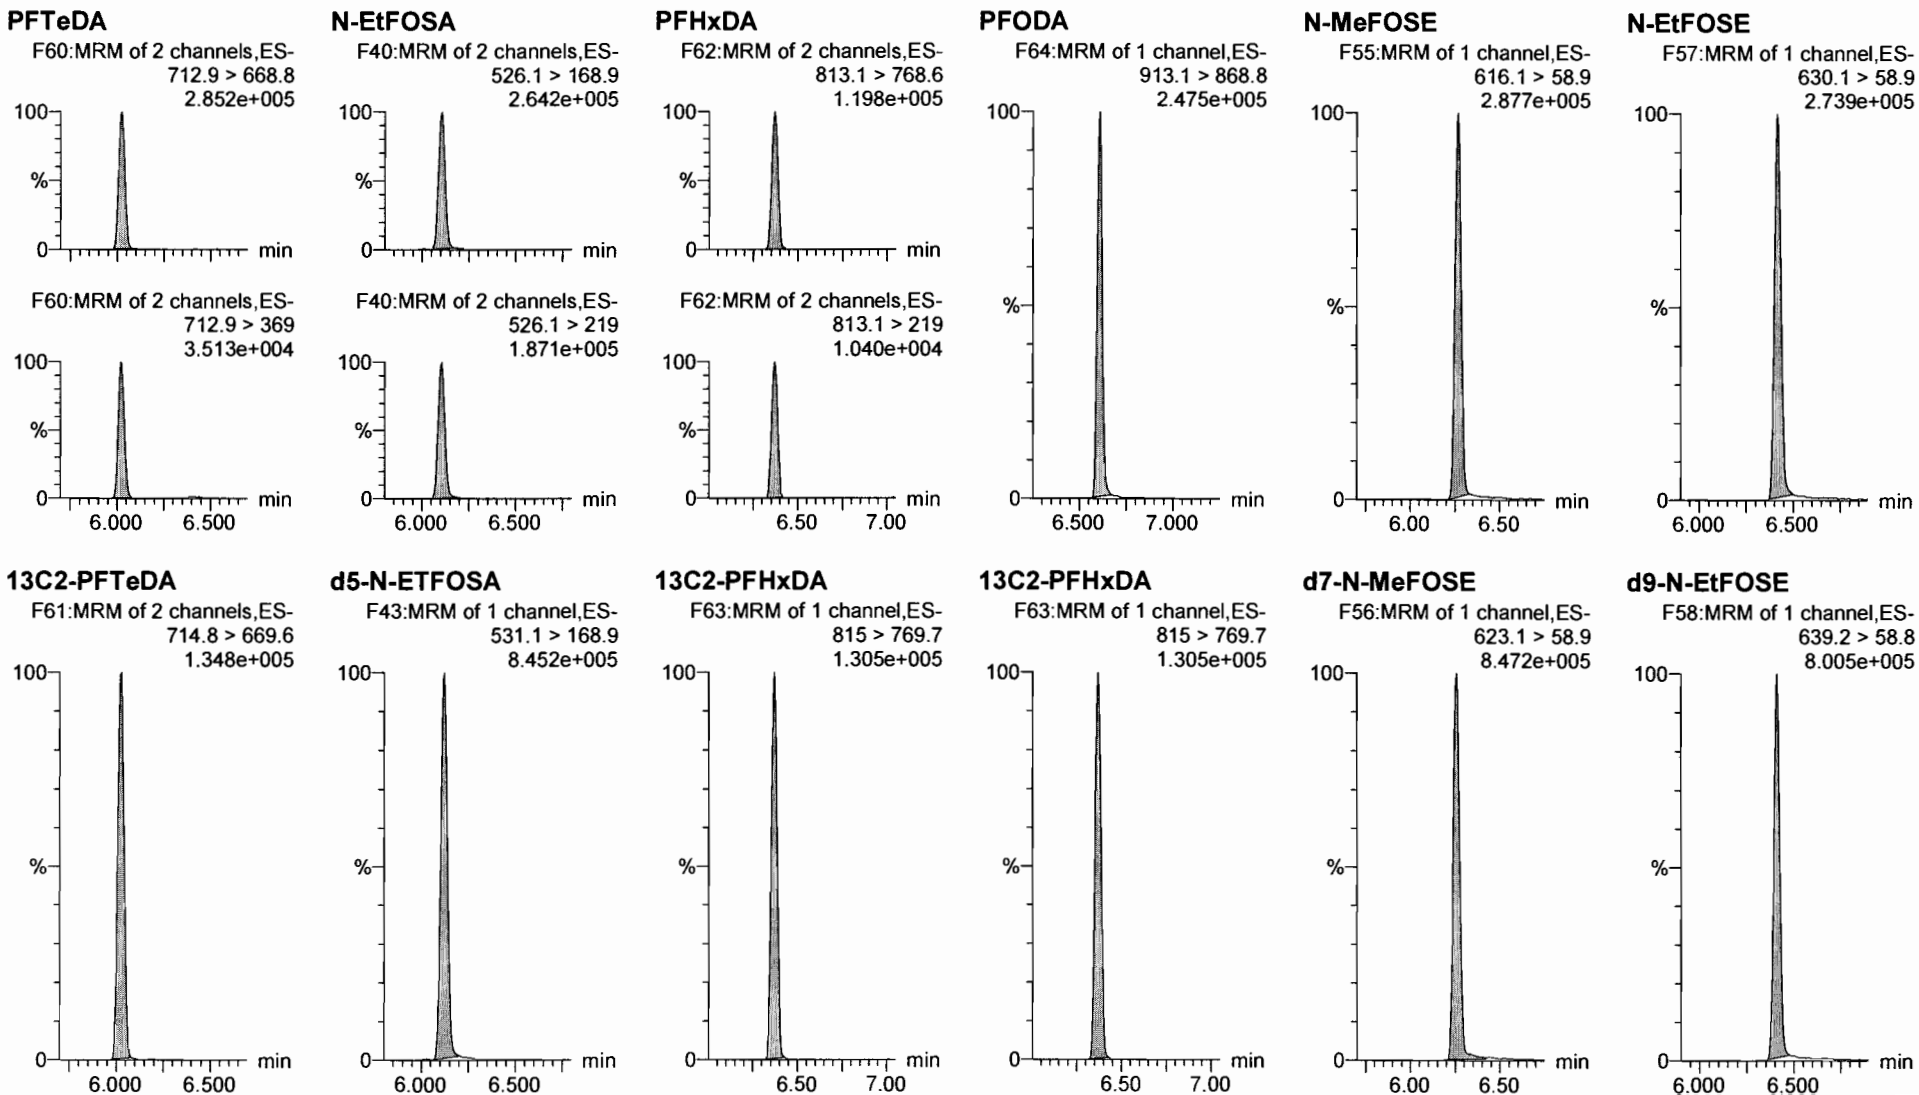 PFTeDA
F60:MRM of 2 channels,ES-
712.9 > 668.8
2.852e+005
100
%
0
min
F60:MRM of 2 channels,ES-
712.9 > 369
3.513e+004
100
%
0
min
6.000 6.500
N-EtFOSA
F40:MRM of 2 channels,ES-
526.1 > 168.9
2.642e+005
100
%
0
min
F40:MRM of 2 channels,ES-
526.1 > 219
1.871e+005
100
%
0
min
6.000 6.500
PFHxDA
F62:MRM of 2 channels,ES-
813.1 > 768.6
1.198e+005
100
%
0
min
F62:MRM of 2 channels,ES-
813.1 > 219
1.040e+004
100
%
0
min
6.50 7.00
PFODA
F64:MRM of 1 channel,ES-
913.1 > 868.8
2.475e+005
100
%
0
min
6.500 7.000
N-MeFOSE
F55:MRM of 1 channel,ES-
616.1 > 58.9
2.877e+005
100
%
0
min
6.00 6.50
N-EtFOSE
F57:MRM of 1 channel,ES-
630.1 > 58.9
2.739e+005
100
%
0
min
6.000 6.500
13C2-PFTeDA
F61:MRM of 2 channels,ES-
714.8 > 669.6
1.348e+005
100
%
0
min
6.000 6.500
d5-N-ETFOSA
F43:MRM of 1 channel,ES-
531.1 > 168.9
8.452e+005
100
%
0
min
6.000 6.500
13C2-PFHxDA
F63:MRM of 1 channel,ES-
815 > 769.7
1.305e+005
100
%
0
min
6.50 7.00
13C2-PFHxDA
F63:MRM of 1 channel,ES-
815 > 769.7
1.305e+005
100
%
0
min
6.50 7.00
d7-N-MeFOSE
F56:MRM of 1 channel,ES-
623.1 > 58.9
8.472e+005
100
%
0
min
6.00 6.50
d9-N-EtFOSE
F58:MRM of 1 channel,ES-
639.2 > 58.8
8.005e+005
100
%
0
min
6.000 6.500